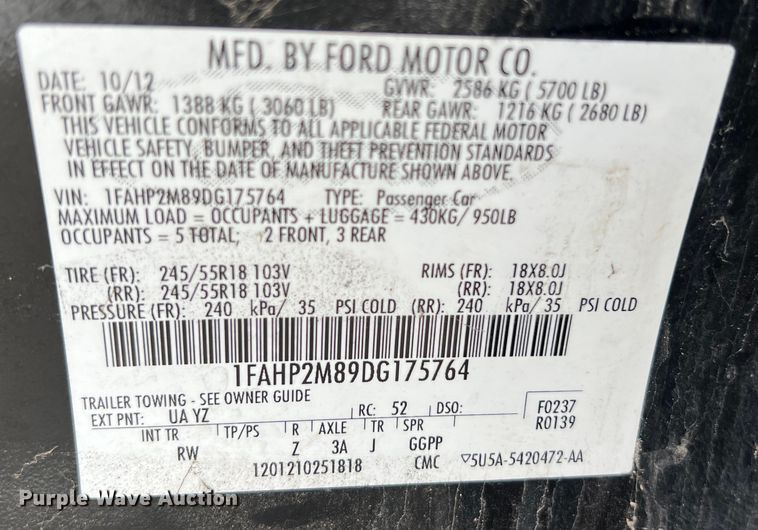 MFD. BY FORD MOTOR CO.
DATE: 10/12 GVWR: 2586 KG ( 5700 LB)
FRONT GAWR: 1388 KG ( 3060 LB) REAR GAWR: 1216 KG ( 2680 LB)
THIS VEHICLE CONFORMS TO ALL APPLICABLE FEDERAL MOTOR
VEHICLE SAFETY, BUMPER, AND THEFT PREVENTION STANDARDS
IN EFFECT ON THE DATE OF MANUFACTURE SHOWN ABOVE.
VIN: 1FAHP2M89DG175764 TYPE: Passenger Car
MAXIMUM LOAD = OCCUPANTS + LUGGAGE = 430KG/ 950LB
OCCUPANTS = 5 TOTAL; 2 FRONT, 3 REAR
TIRE (FR): 245/55R18 103V RIMS (FR): 18X8.0J
(RR): 245/55R18 103V (RR): 18X8.0J
PRESSURE (FR): 240 kPa/ 35 PSI COLD (RR): 240 kPa/ 35 PSI COLD
1FAHP2M89DG175764
TRAILER TOWING - SEE OWNER GUIDE
EXT PNT: UA YZ RC: 52 DSO: F0237
INT TR TP/PS R AXLE TR SPR R0139
RW Z 3A J GGPP
1201210251818 CMC ▽5U5A-5420472-AA
Purple Wave Auction